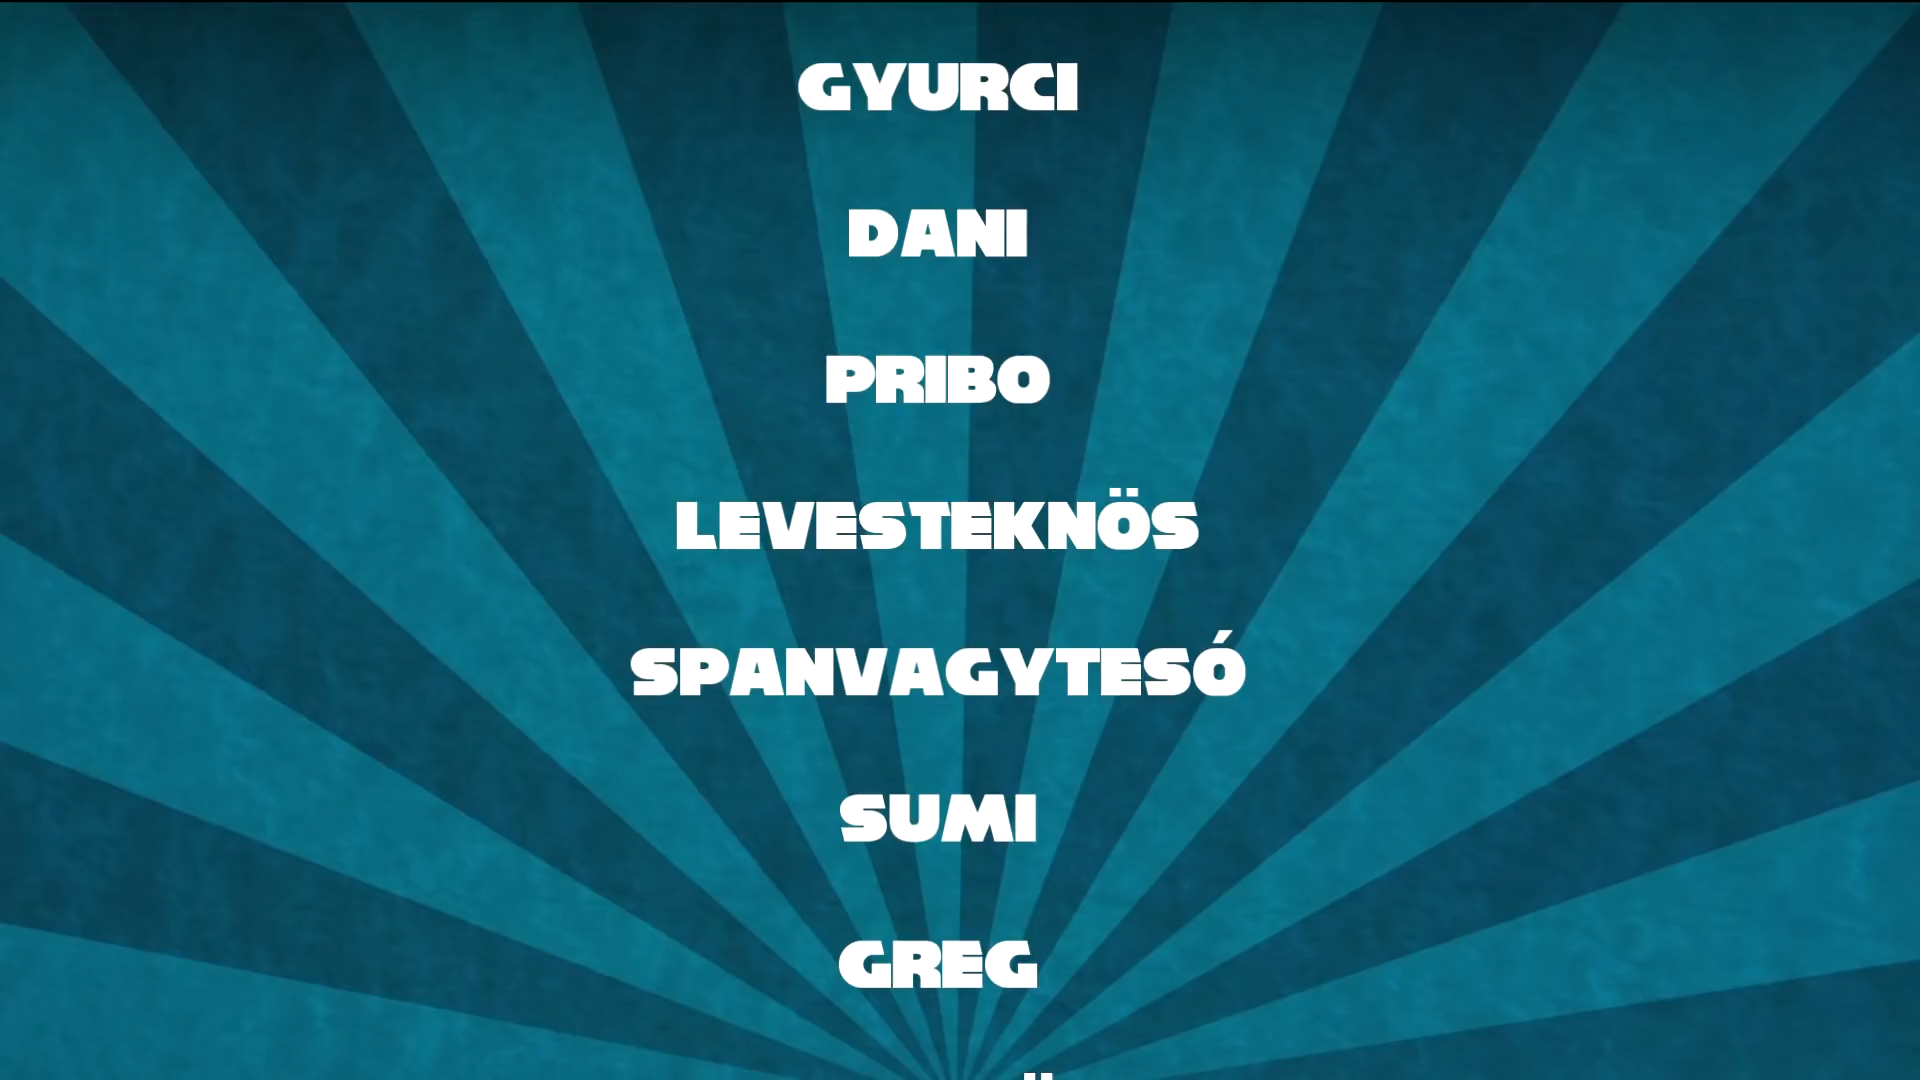 GYURCI
DANI
PRIBO
LEVESTEKNÖS
SPANVAGYTESÓ
SUMI
GREG